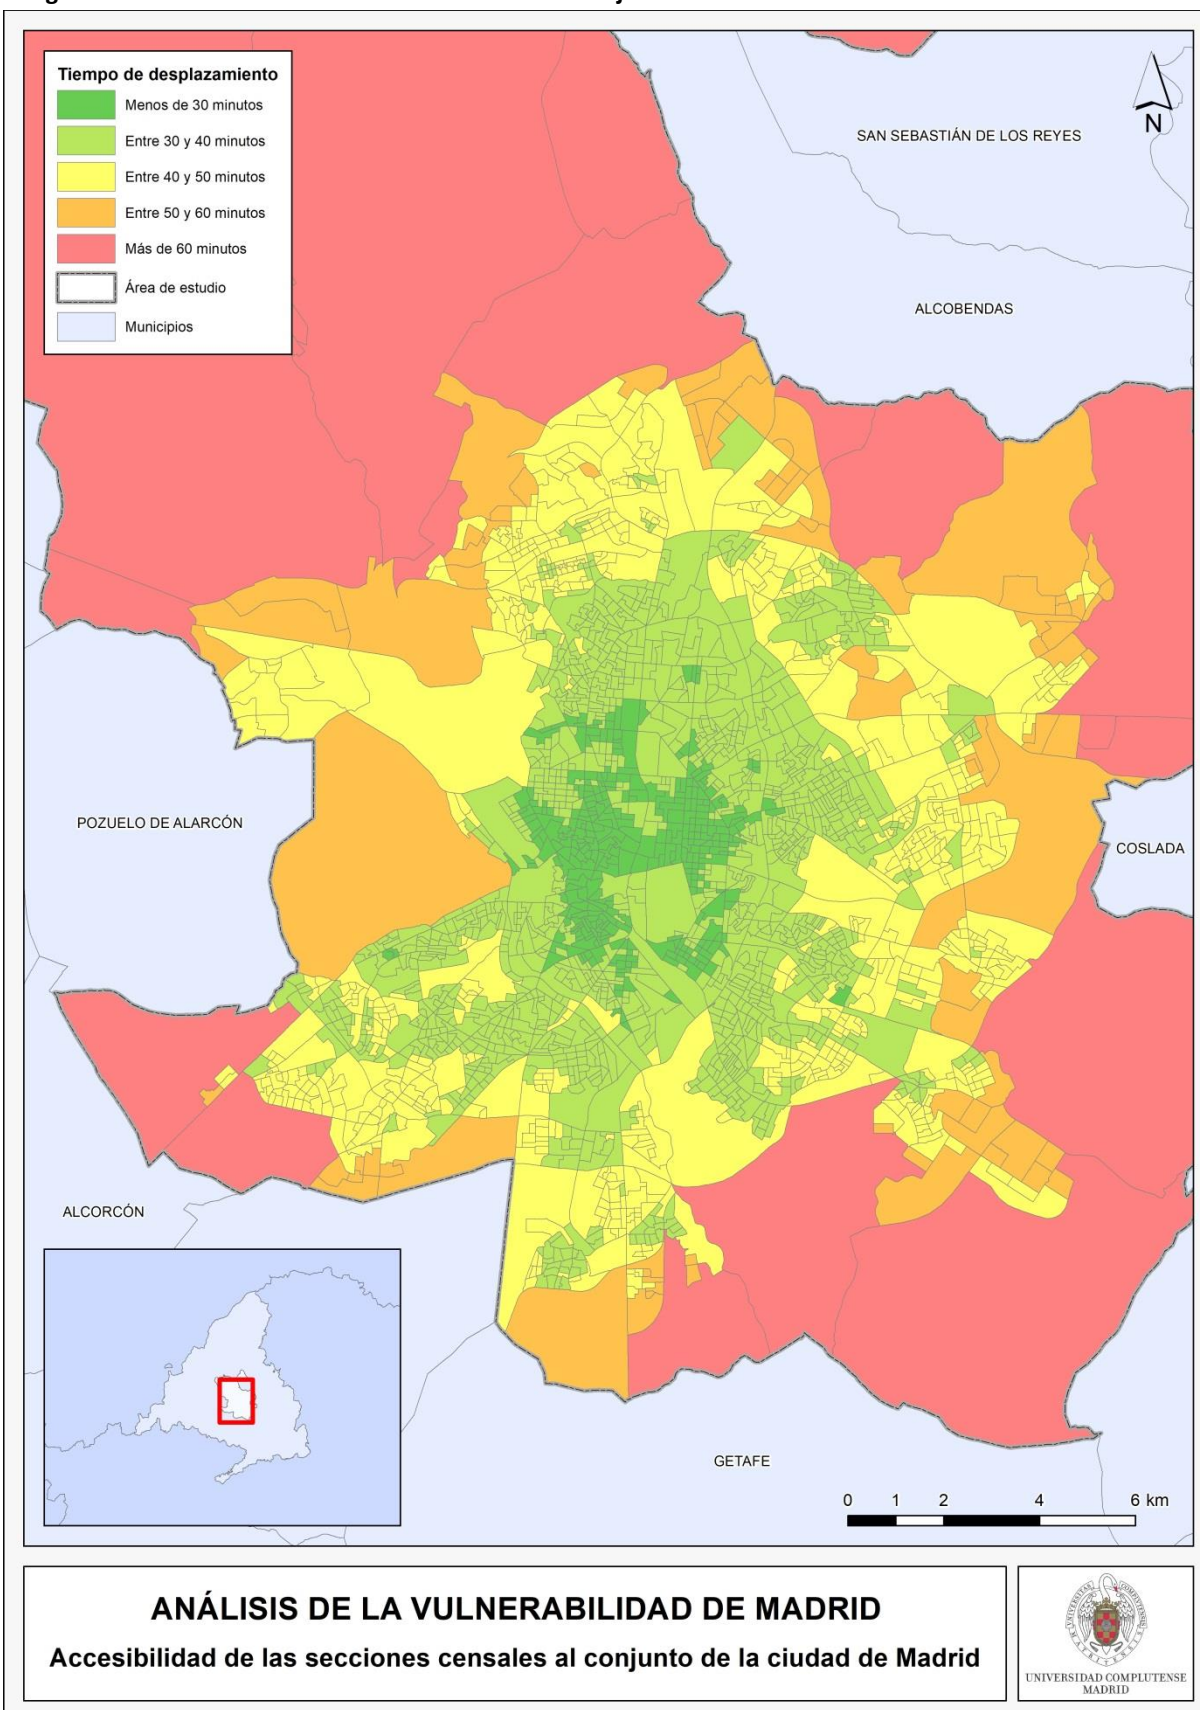 Tiempo de desplazamiento
Menos de 30 minutos
Entre 30 y 40 minutos
Entre 40 y 50 minutos
Entre 50 y 60 minutos
Más de 60 minutos
Área de estudio
Municipios
N
SAN SEBASTIÁN DE LOS REYES
ALCOBENDAS
POZUELO DE ALARCÓN
COSLADA
ALCORCÓN
GETAFE
0 1 2 4 6 km
ANÁLISIS DE LA VULNERABILIDAD DE MADRID
Accesibilidad de las secciones censales al conjunto de la ciudad de Madrid
UNIVERSIDAD COMPLUTENSE
MADRID